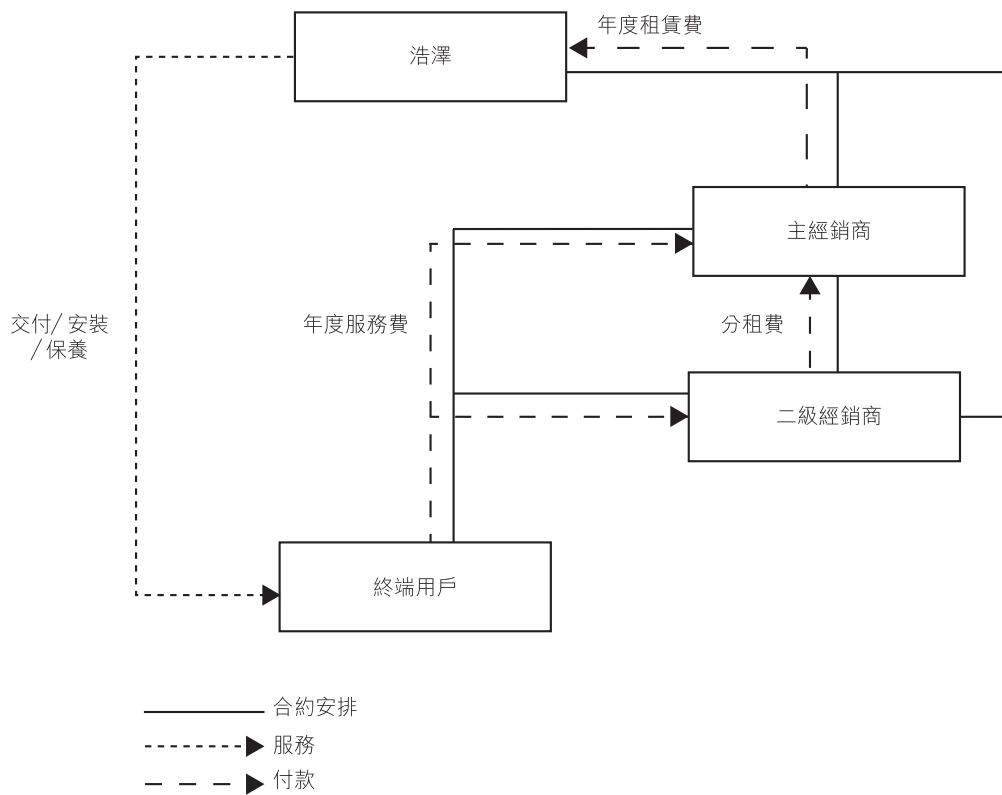 年度租賃費
浩澤
主經銷商
交付/安裝
/保養
年度服務費
分租費
二級經銷商
終端用戶
合約安排
服務
付款